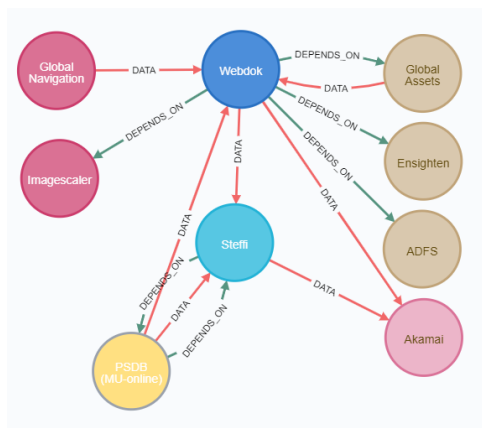 Global
Navigation
DATA
Webdok
DEPENDS_ON
DATA
Global
Assets
DEPENDS_ON
DEPENDS_ON
DEPENDS_ON
Imagescaler
DATA
Ensighten
DATA
Steffi
DATA
ADFS
DEPENDS_ON
DATA
DEPENDS_ON
DATA
Akamai
PSDB
(MU-online)